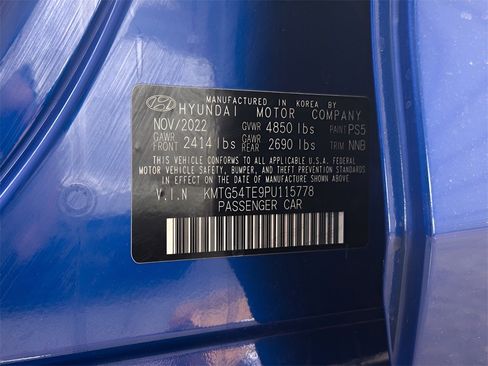 MANUFACTURED IN KOREA BY
HYUNDAI MOTOR COMPANY
NOV/2022 GVWR 4850 lbs PAINT PS5
GAWR FRONT 2414 lbs GAWR REAR 2690 lbs TRIM NNB
THIS VEHICLE CONFORMS TO ALL APPLICABLE U.S.A. FEDERAL
MOTOR VEHICLE SAFETY, BUMPER, AND THEFT PREVENTION
STANDARDS IN EFFECT ON THE DATE OF MANUFACTURE SHOWN ABOVE.
V.I.N KMTG54TE9PU115778
PASSENGER CAR